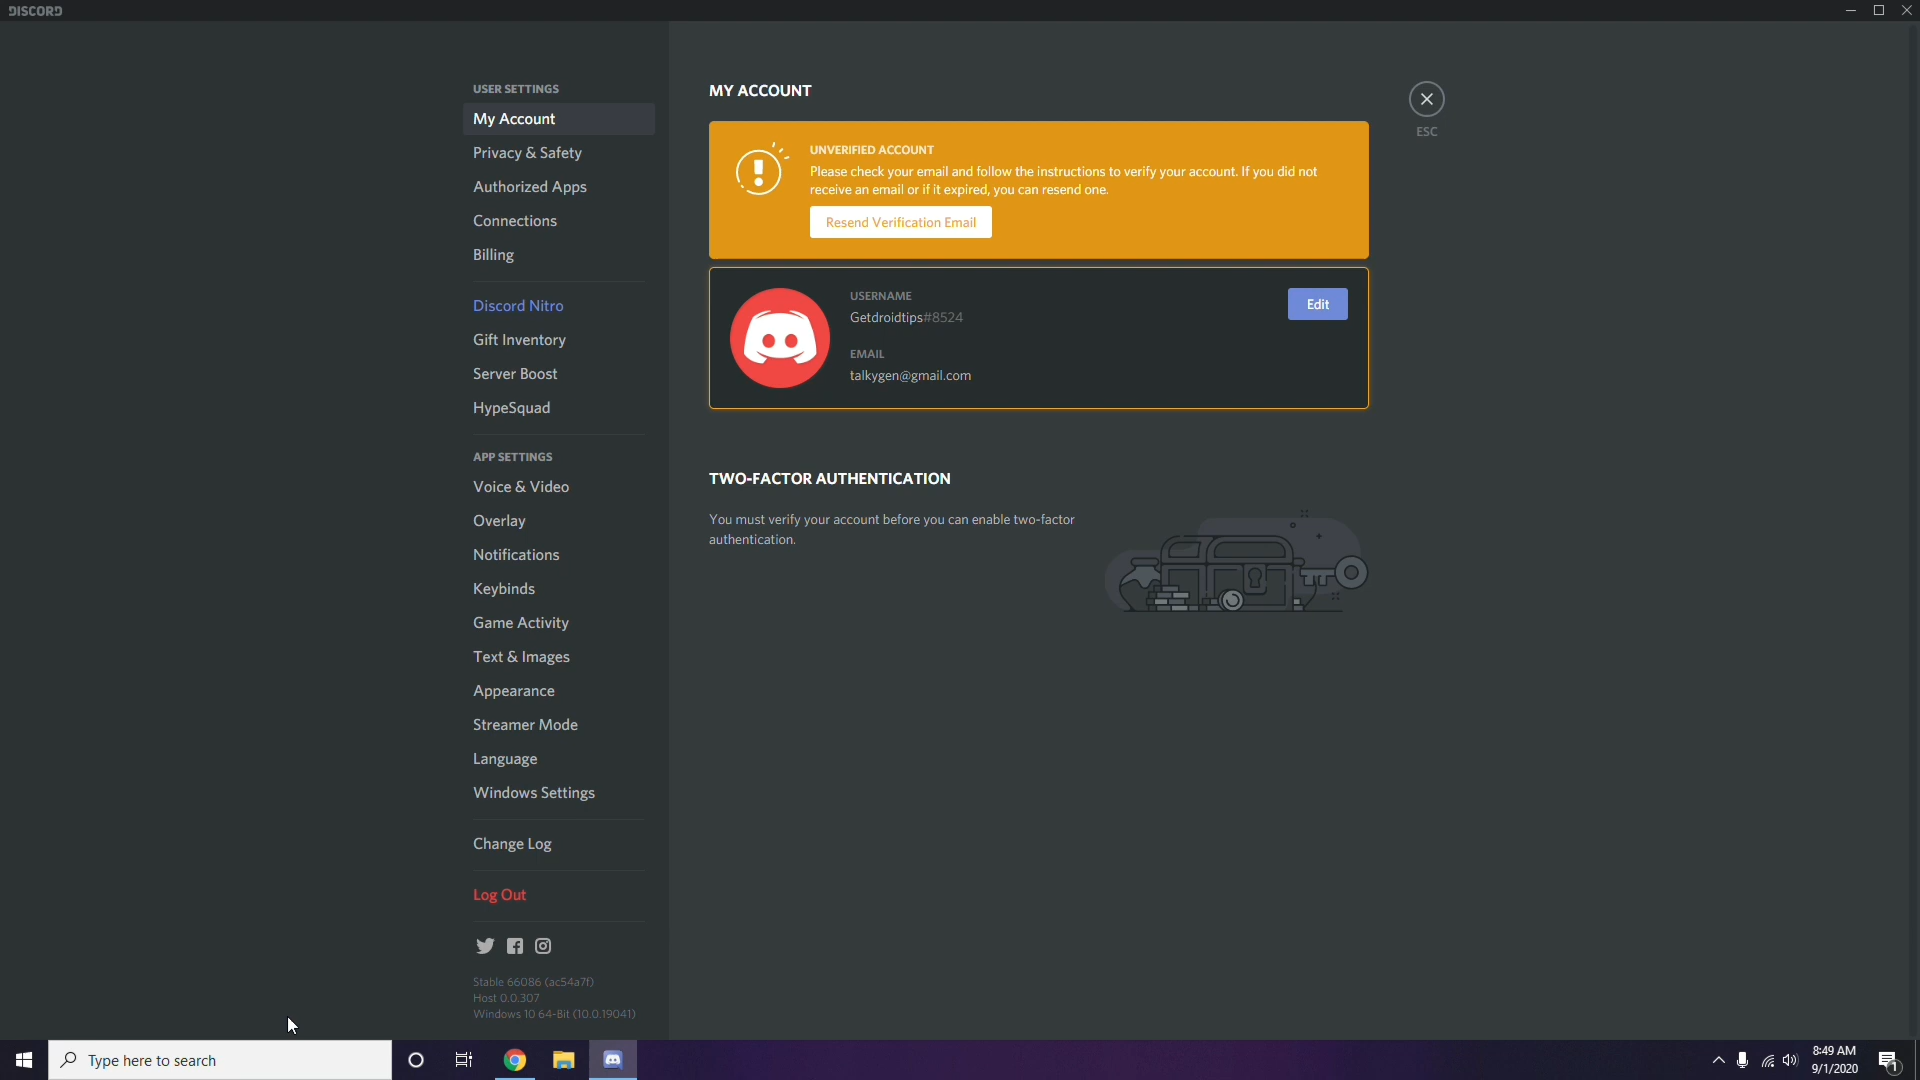 DISCORD
USER SETTINGS
My Account
Privacy & Safety
Authorized Apps
Connections
Billing
Discord Nitro
Gift Inventory
Server Boost
HypeSquad
APP SETTINGS
Voice & Video
Overlay
Notifications
Keybinds
Game Activity
Text & Images
Appearance
Streamer Mode
Language
Windows Settings
Change Log
Log Out
Stable 66086 (ac54a7f)
Host 0.0.307
Windows 10 64-Bit (10.0.19041)
MY ACCOUNT
ESC
UNVERIFIED ACCOUNT
Please check your email and follow the instructions to verify your account. If you did not
receive an email or if it expired, you can resend one.
Resend Verification Email
USERNAME
Getdroidtips#8524
Edit
EMAIL
talkygen@gmail.com
TWO-FACTOR AUTHENTICATION
You must verify your account before you can enable two-factor
authentication.
Type here to search
8:49 AM
9/1/2020
1